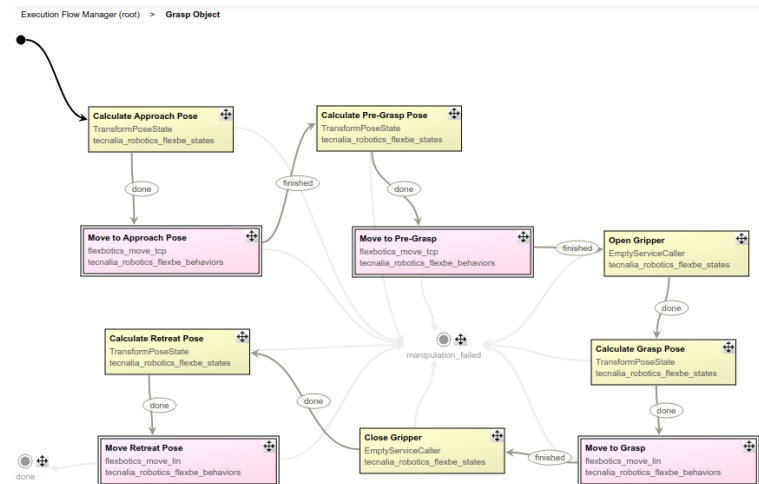 Execution Flow Manager (root) > Grasp Object
Calculate Approach Pose
TransformPoseState
tecnalia_robotics_flexbe_states
Calculate Pre-Grasp Pose
TransformPoseState
tecnalia_robotics_flexbe_states
done
finished
done
Move to Approach Pose
flexbotics_move_tcp
tecnalia_robotics_flexbe_behaviors
Move to Pre-Grasp
flexbotics_move_tcp
tecnalia_robotics_flexbe_behaviors
finished
Open Gripper
EmptyServiceCaller
tecnalia_robotics_flexbe_states
done
Calculate Retreat Pose
TransformPoseState
tecnalia_robotics_flexbe_states
manipulation_failed
Calculate Grasp Pose
TransformPoseState
tecnalia_robotics_flexbe_states
done
done
done
Move Retreat Pose
flexbotics_move_lin
tecnalia_robotics_flexbe_behaviors
Close Gripper
EmptyServiceCaller
tecnalia_robotics_flexbe_states
finished
Move to Grasp
flexbotics_move_lin
tecnalia_robotics_flexbe_behaviors
done